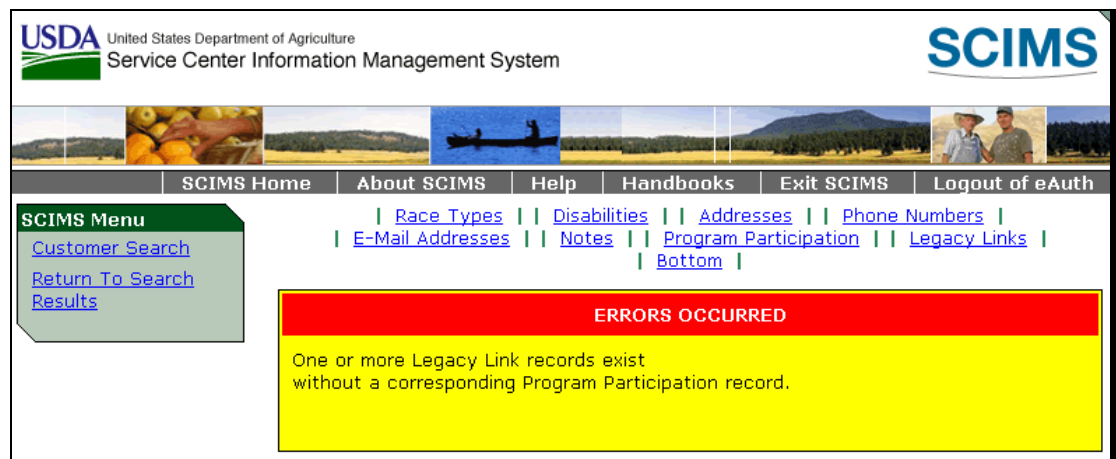 USDA United States Department of Agriculture
Service Center Information Management System
SCIMS
SCIMS Home | About SCIMS | Help | Handbooks | Exit SCIMS | Logout of eAuth
SCIMS Menu
Customer Search
Return To Search
Results
| Race Types | | Disabilities | | Addresses | | Phone Numbers |
| E-Mail Addresses | | Notes | | Program Participation | | Legacy Links |
| Bottom |
ERRORS OCCURRED
One or more Legacy Link records exist
without a corresponding Program Participation record.